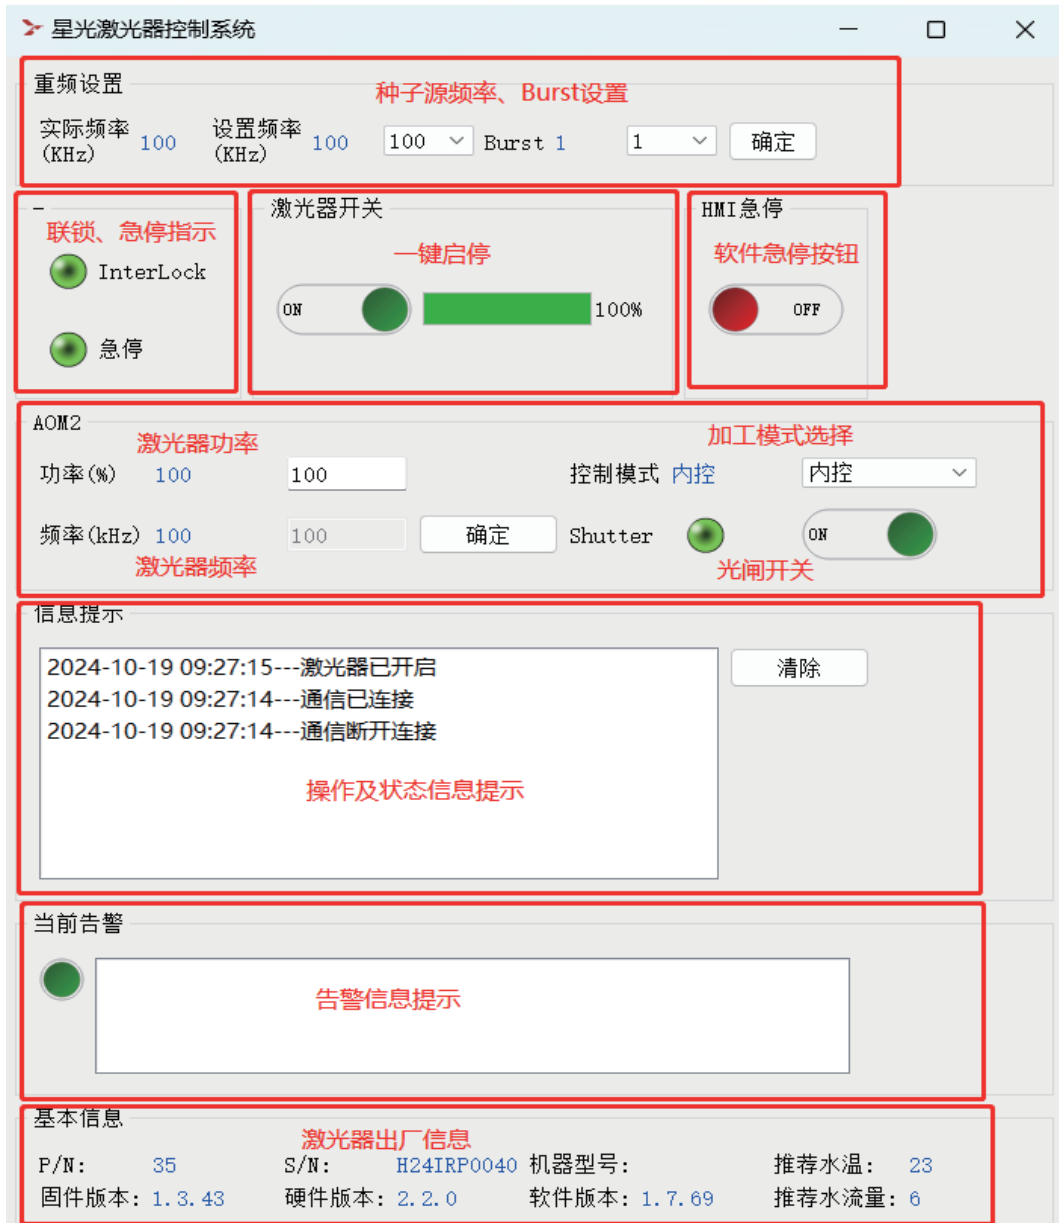 星光激光器控制系统
重频设置
种子源频率、Burst设置
实际频率
(KHz)
100
设置频率
(KHz)
100
100
Burst 1
1
确定
-
联锁、急停指示
InterLock
急停
激光器开关
一键启停
ON
100%
HMI急停
软件急停按钮
OFF
AOM2
激光器功率
加工模式选择
功率(%) 100
100
控制模式 内控
内控
频率(kHz) 100
100
确定
Shutter
ON
激光器频率
光闸开关
信息提示
2024-10-19 09:27:15---激光器已开启
2024-10-19 09:27:14---通信已连接
2024-10-19 09:27:14---通信断开连接
清除
操作及状态信息提示
当前告警
告警信息提示
基本信息
激光器出厂信息
P/N: 35 S/N: H24IRP0040 机器型号: 推荐水温: 23
固件版本: 1.3.43 硬件版本: 2.2.0 软件版本: 1.7.69 推荐水流量: 6